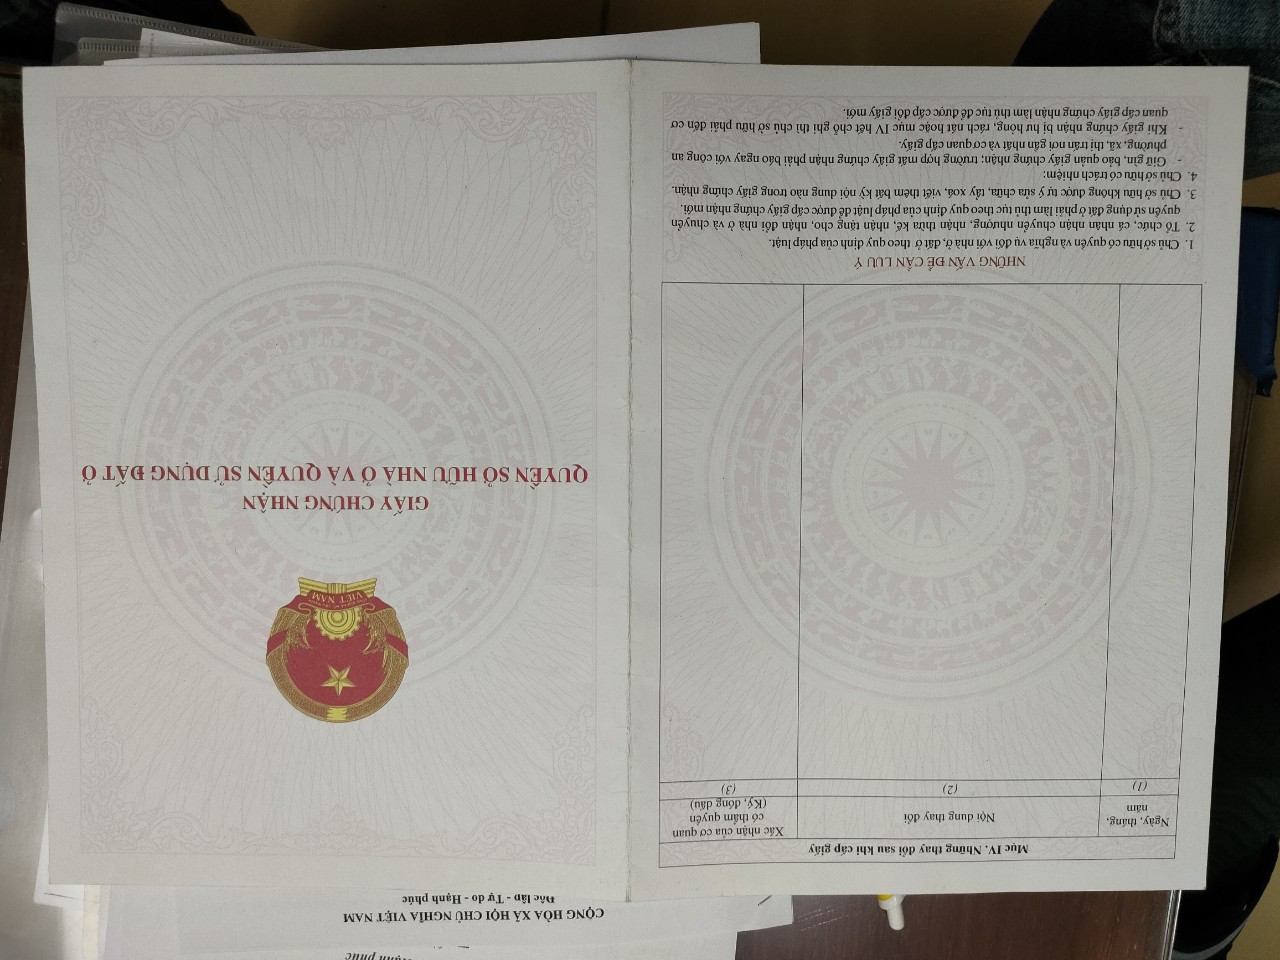 Mục IV. Những thay đổi sau khi cấp giấy
Ngày, tháng, năm
Nội dung thay đổi
Xác nhận của cơ quan
có thẩm quyền
(Ký, đóng dấu)
(1)
(2)
(3)
NHỮNG VẤN ĐỀ CẦN LƯU Ý
1. Chủ sở hữu có quyền và nghĩa vụ đối với nhà ở, đất ở theo quy định của pháp luật.
2. Tổ chức, cá nhân nhận chuyển nhượng, nhận thừa kế, nhận tặng cho, nhận đổi nhà ở và chuyển
quyền sử dụng đất ở phải làm thủ tục theo quy định của pháp luật để được cấp giấy chứng nhận mới.
3. Chủ sở hữu không được tự ý sửa chữa, tẩy xoá, viết thêm bất kỳ nội dung nào trong giấy chứng nhận.
4. Chủ sở hữu có trách nhiệm:
- Giữ gìn, bảo quản giấy chứng nhận; trường hợp mất giấy chứng nhận phải báo ngay với công an
phường, xã, thị trấn nơi gần nhất và cơ quan cấp giấy.
- Khi giấy chứng nhận bị hư hỏng, rách nát hoặc mục IV hết chỗ ghi thì chủ sở hữu phải đến cơ
quan cấp giấy chứng nhận làm thủ tục để được cấp đổi giấy mới.
VIỆT NAM
GIẤY CHỨNG NHẬN
QUYỀN SỞ HỮU NHÀ Ở VÀ QUYỀN SỬ DỤNG ĐẤT Ở
CỘNG HÒA XÃ HỘI CHỦ NGHĨA VIỆT NAM
Độc lập - Tự do - Hạnh phúc